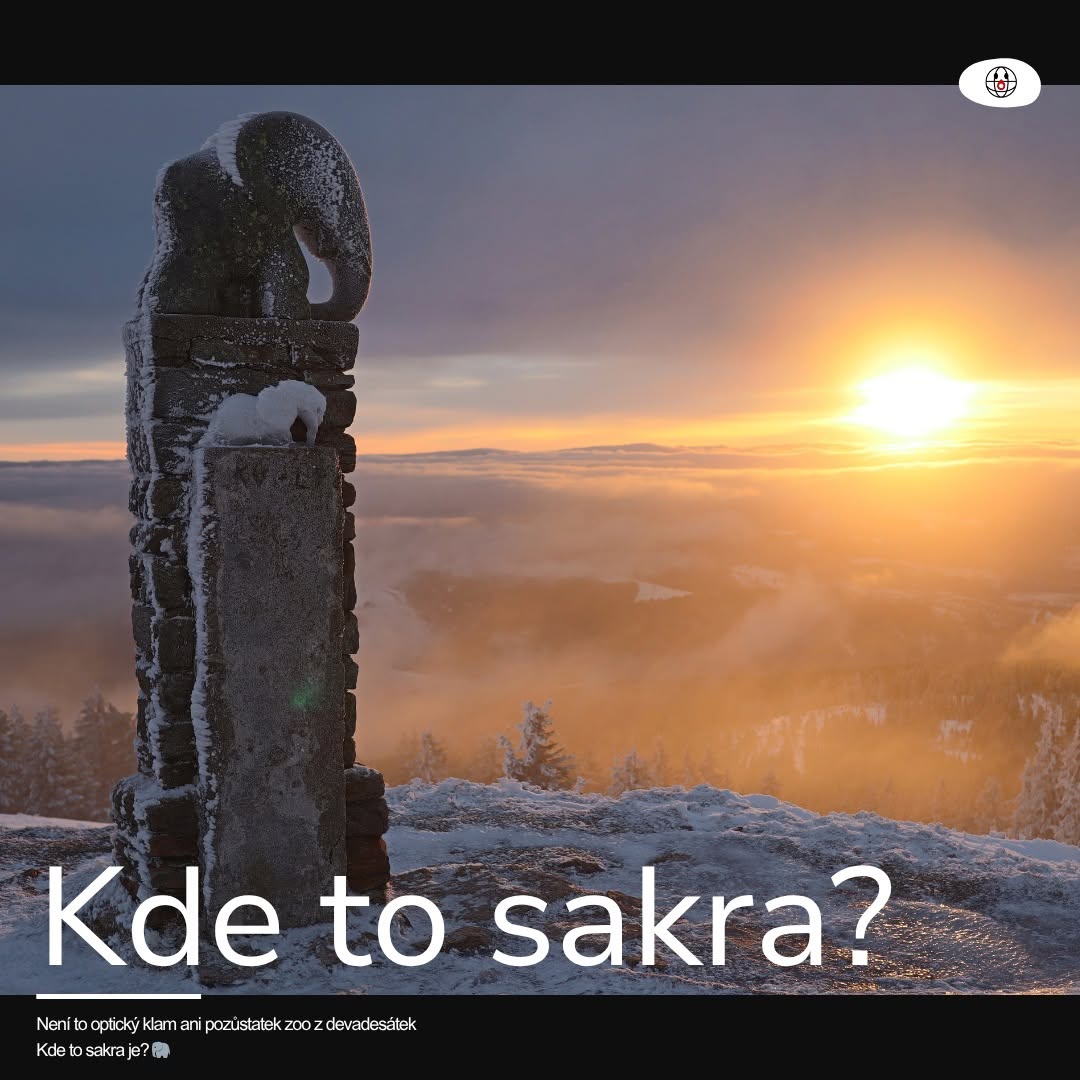 Kde to sakra?
Není to optický klam ani pozůstatek zoo z devadesátek
Kde to sakra je?🐘